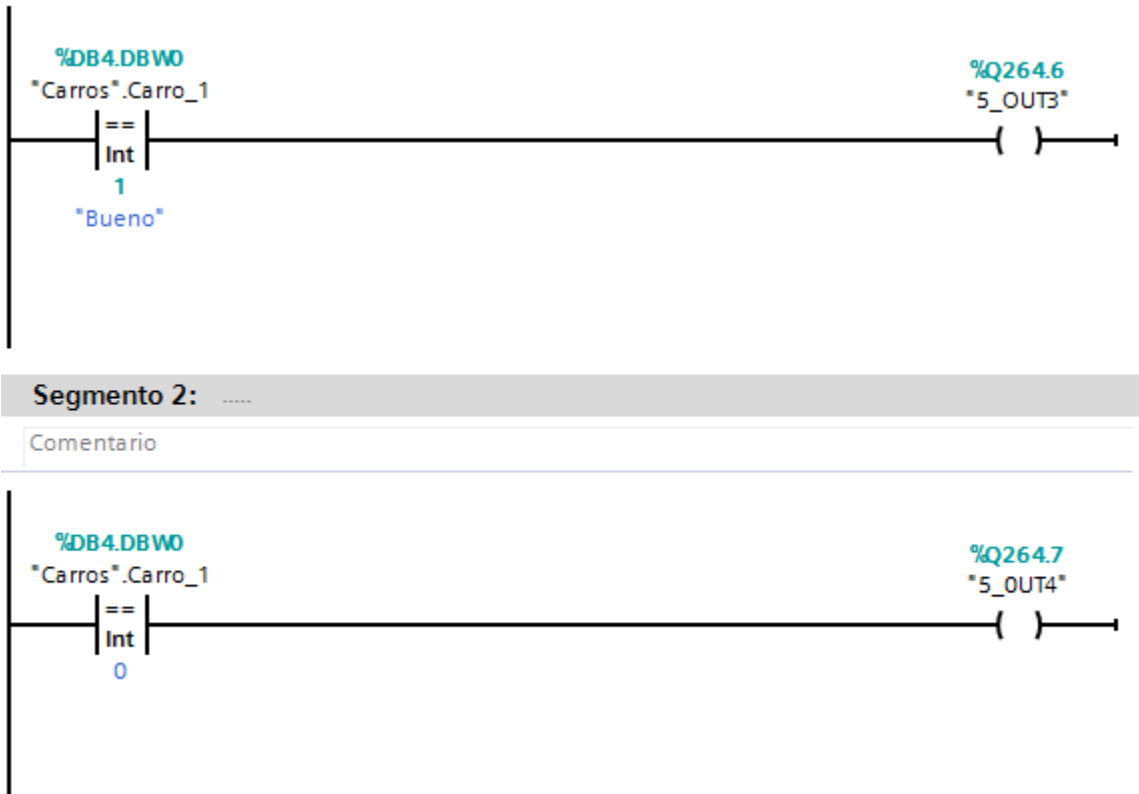 %DB4.DBW0
"Carros".Carro_1
==
Int
1
"Bueno"
%Q264.6
"5_OUT3"
( )
Segmento 2: .....
Comentario
%DB4.DBW0
"Carros".Carro_1
==
Int
0
%Q264.7
"5_0UT4"
( )